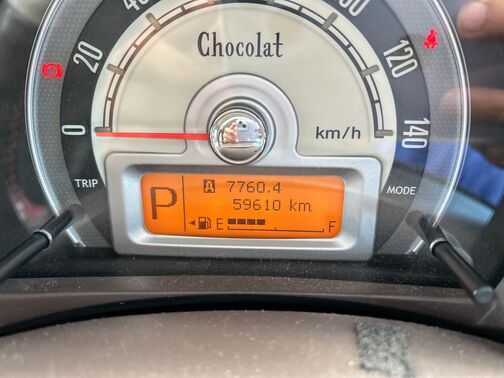 Chocolat
0
20
120
140
km/h
TRIP
MODE
P
A 7760.4
59610 km
E F